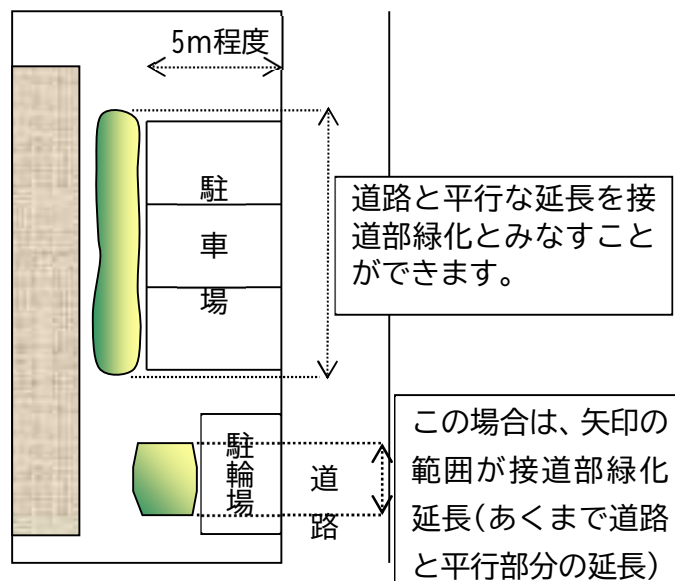 5m程度
駐車場
道路と平行な延長を接
道部緑化とみなすこと
ができます。
駐輪場
道路
この場合は、矢印の
範囲が接道部緑化
延長(あくまで道路
と平行部分の延長)